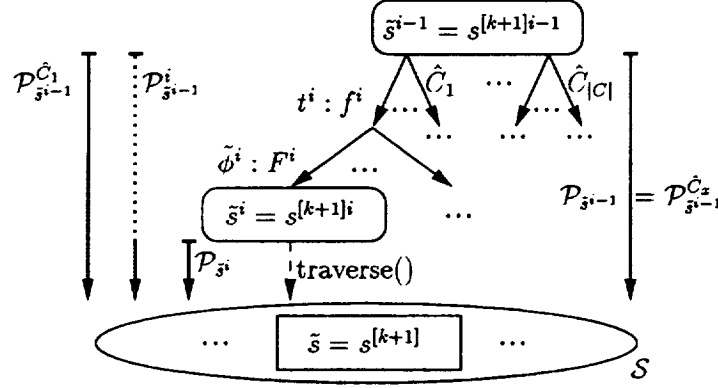 s̃^{i−1} = s^{[k+1]i−1}
𝒫^{Ĉ_1}_{s̃^{i−1}} 𝒫^{i}_{s̃^{i−1}} Ĉ_1 ... Ĉ_{|C|}
t^i : f^i ... ...
... ... ...
φ̃^i : F^i ...
s̃^i = s^{[k+1]i} ... 𝒫_{s̃^{i−1}} = 𝒫^{Ĉ_x}_{s̃^{i−1}}
𝒫_{s̃^i} traverse()
... s̃ = s^{[k+1]} ...
𝒮